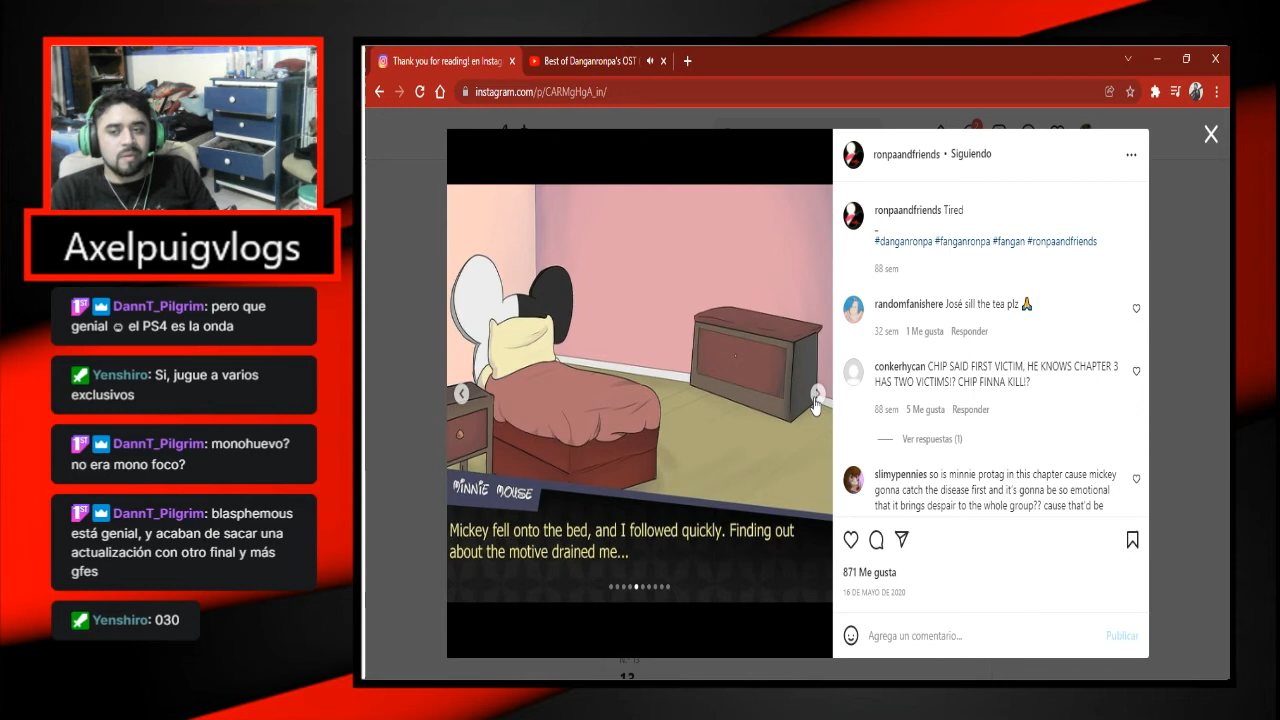 Axelpuigvlogs
DannT_Pilgrim: pero que
genial ☺ el PS4 es la onda
Yenshiro: Si, jugue a varios
exclusivos
DannT_Pilgrim: monohuevo?
no era mono foco?
DannT_Pilgrim: blasphemous
está genial, y acaban de sacar una
actualización con otro final y más
gfes
Yenshiro: 030
Thank you for reading! en Instag
Best of Danganronpa's OST
instagram.com/p/CARMgHgA_in/
MINNIE MOUSE
Mickey fell onto the bed, and I followed quickly. Finding out
about the motive drained me...
ronpaandfriends • Siguiendo
ronpaandfriends Tired
_
#danganronpa #fanganronpa #fangan #ronpaandfriends
88 sem
randomfanishere José sill the tea plz 🙏
32 sem 1 Me gusta Responder
conkerhycan CHIP SAID FIRST VICTIM, HE KNOWS CHAPTER 3
HAS TWO VICTIMS!? CHIP FINNA KILL!?
88 sem 5 Me gusta Responder
Ver respuestas (1)
slimypennies so is minnie protag in this chapter cause mickey
gonna catch the disease first and it's gonna be so emotional
that it brings despair to the whole group?? cause that'd be
871 Me gusta
16 DE MAYO DE 2020
Agrega un comentario...
Publicar